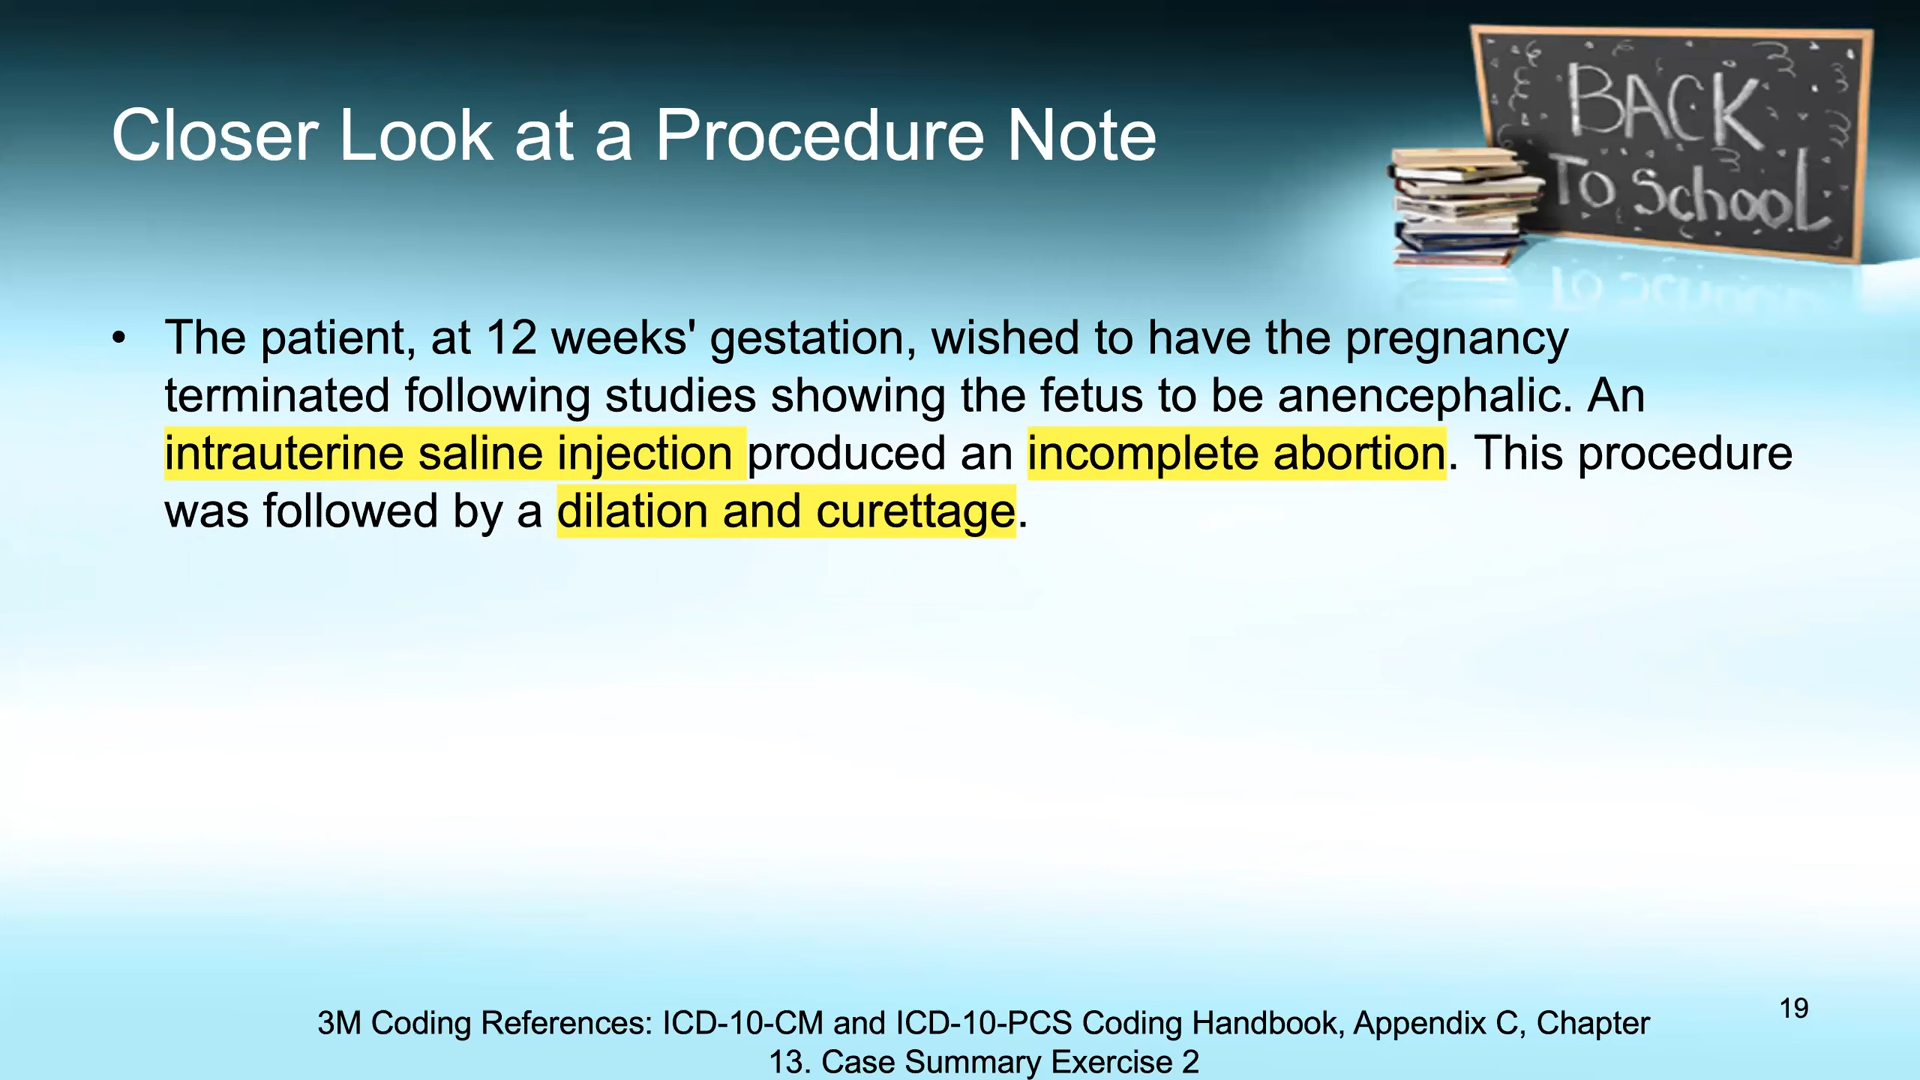 BACK
To School
Closer Look at a Procedure Note
• The patient, at 12 weeks' gestation, wished to have the pregnancy
terminated following studies showing the fetus to be anencephalic. An
intrauterine saline injection produced an incomplete abortion. This procedure
was followed by a dilation and curettage.
3M Coding References: ICD-10-CM and ICD-10-PCS Coding Handbook, Appendix C, Chapter
13. Case Summary Exercise 2
19